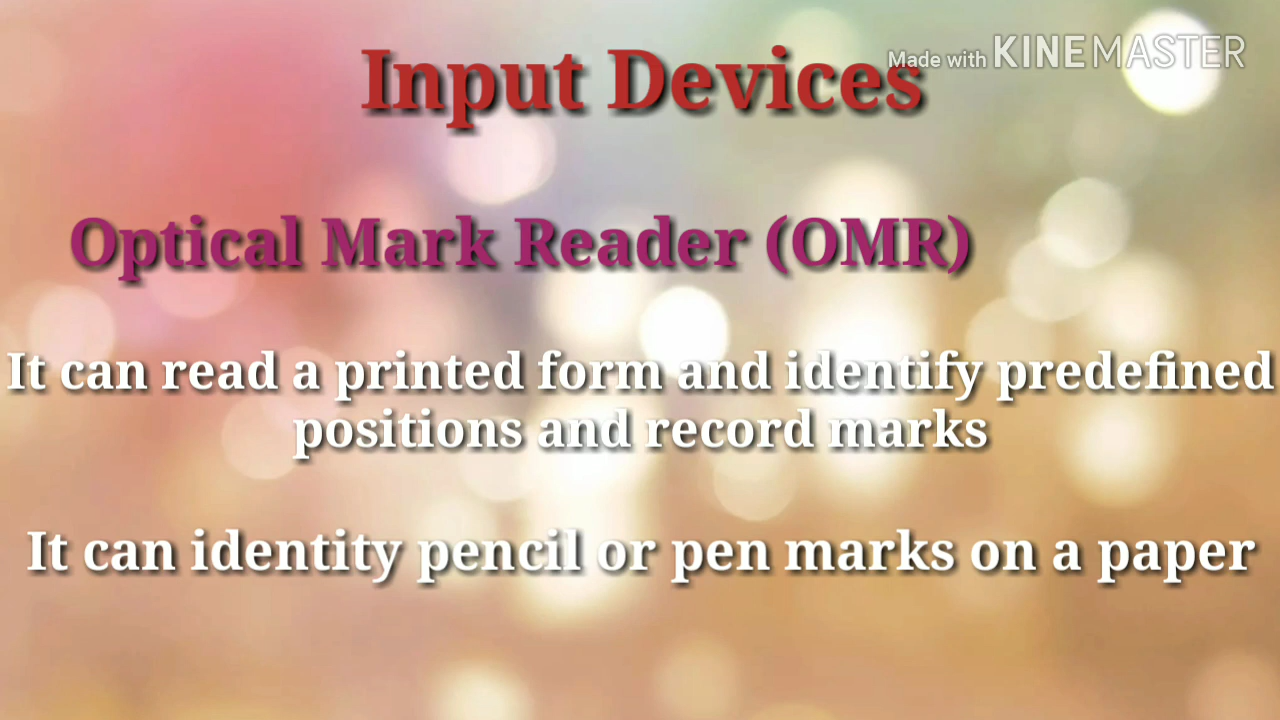 Input Devices
Made with KINEMASTER
Optical Mark Reader (OMR)
It can read a printed form and identify predefined
positions and record marks
It can identity pencil or pen marks on a paper